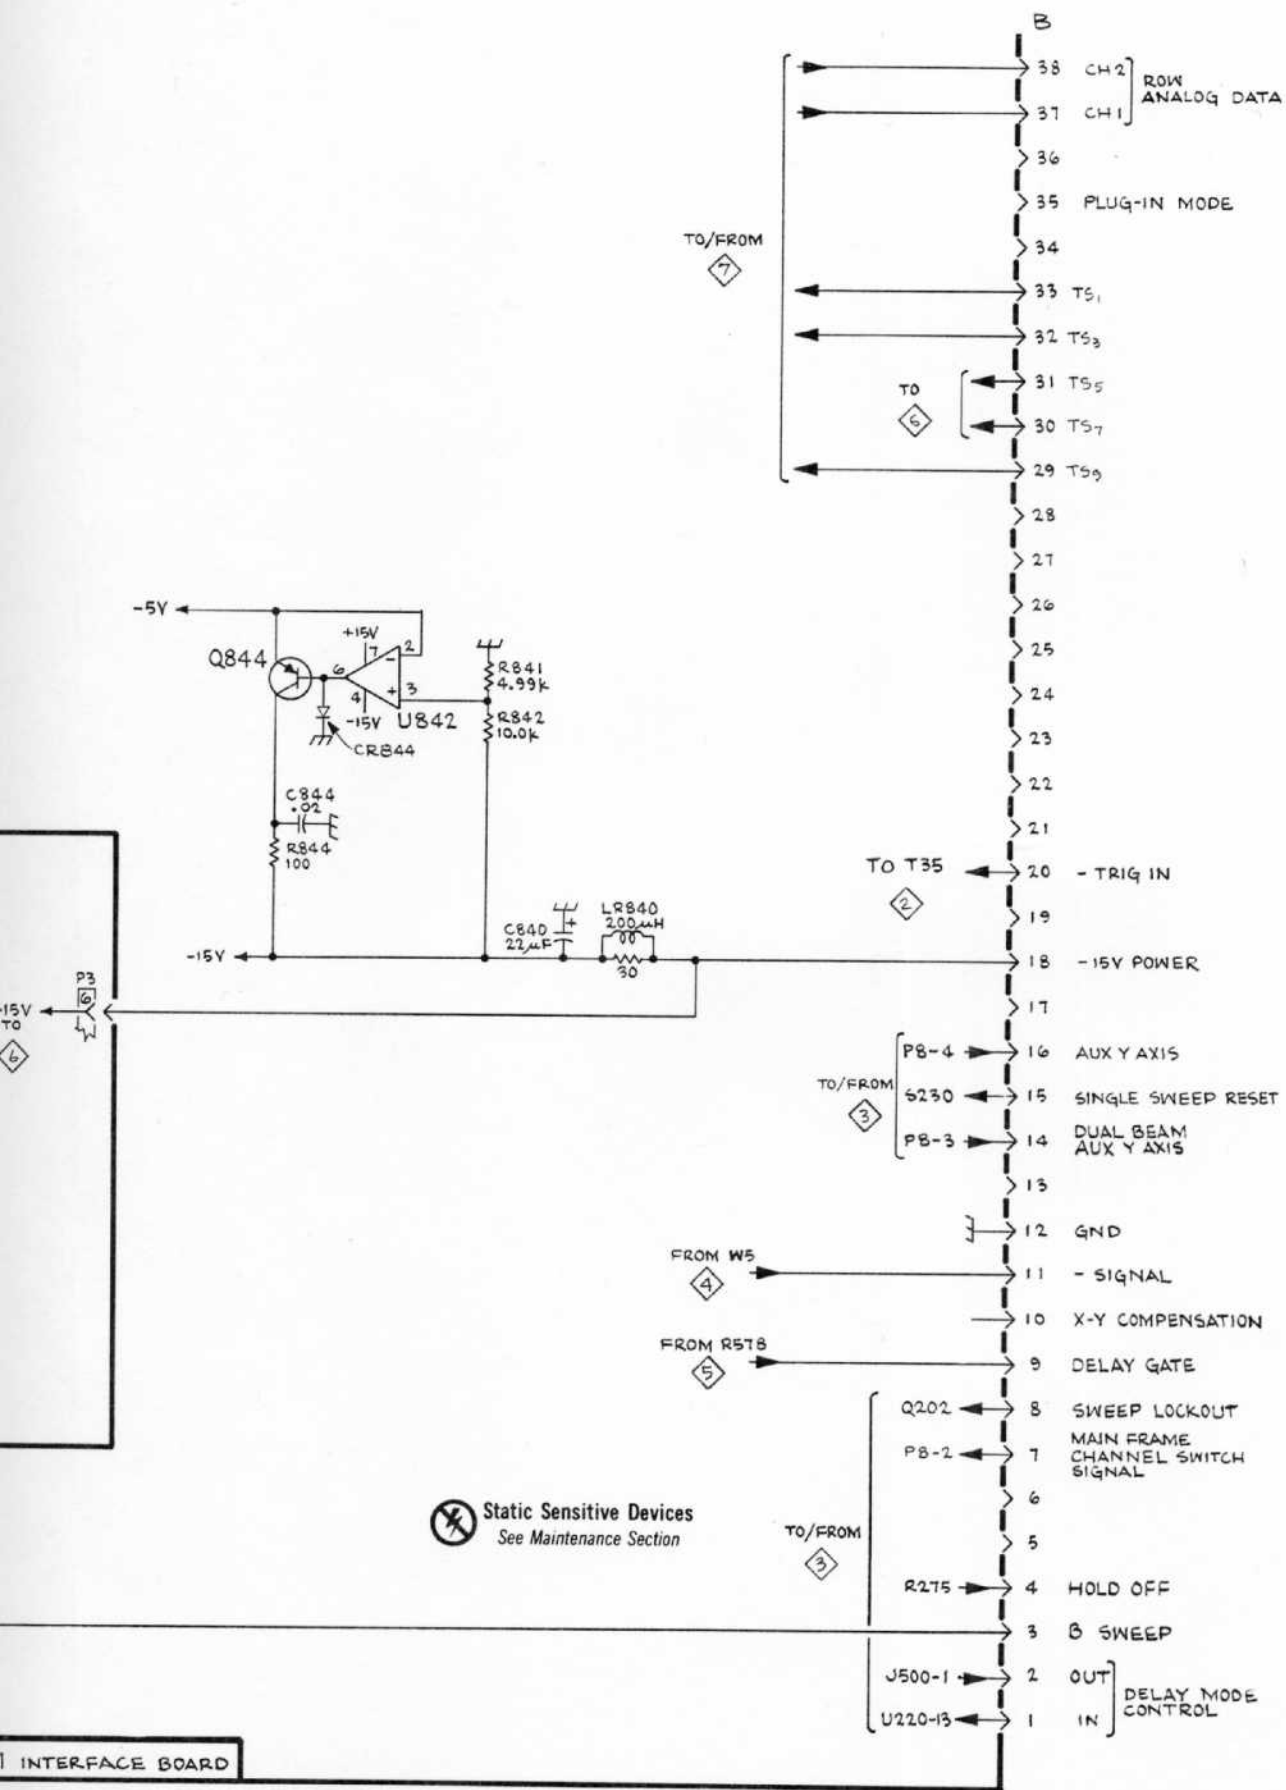 B
38 CH2
ROW
ANALOG DATA
37 CH1
36
35 PLUG-IN MODE
34
TO/FROM
7
33 TS₁
32 TS₃
TO
31 TS₅
30 TS₇
29 TS₉
28
27
26
25
24
23
22
21
-5V
+15V
7
2
-
Q844
6
3
+
4
-15V
U842
CR844
R841
4.99k
R842
10.0k
C844
.02
R844
100
TO T35
2
20 - TRIG IN
19
C840
22µF
+
LR840
200µH
30
-15V
18 -15V POWER
17
P3
6
15V
TO
6
TO/FROM
3
P8-4
16 AUX Y AXIS
S230
15 SINGLE SWEEP RESET
P8-3
14 DUAL BEAM
AUX Y AXIS
13
12 GND
FROM W5
4
11 - SIGNAL
10 X-Y COMPENSATION
FROM R578
5
9 DELAY GATE
Q202
8 SWEEP LOCKOUT
P8-2
7 MAIN FRAME
CHANNEL SWITCH
SIGNAL
6
5
Static Sensitive Devices
See Maintenance Section
TO/FROM
3
R275
4 HOLD OFF
3 B SWEEP
J500-1
2 OUT
U220-13
1 IN
DELAY MODE
CONTROL
INTERFACE BOARD